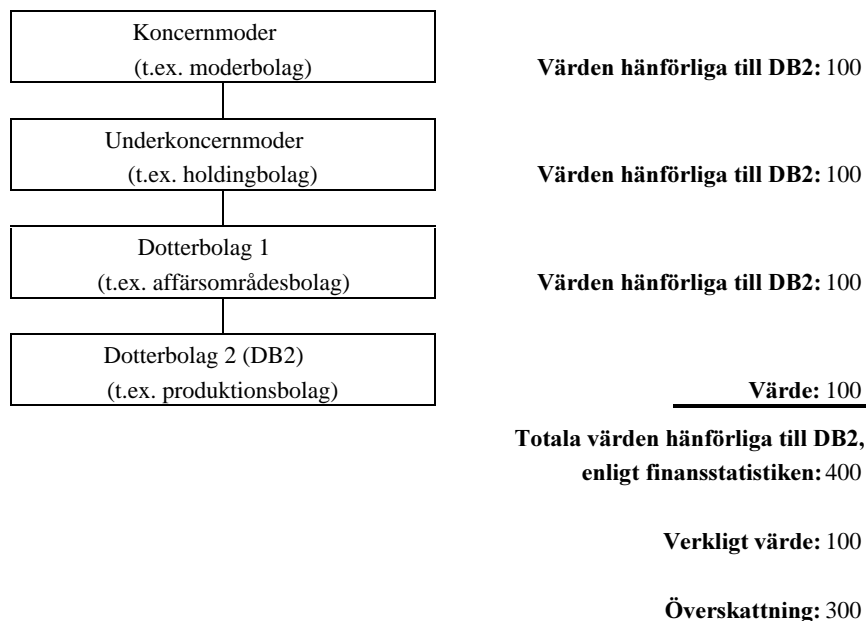 Koncernmoder
(t.ex. moderbolag) Värden hänförliga till DB2: 100
Underkoncernmoder
(t.ex. holdingbolag) Värden hänförliga till DB2: 100
Dotterbolag 1
(t.ex. affärsområdesbolag) Värden hänförliga till DB2: 100
Dotterbolag 2 (DB2)
(t.ex. produktionsbolag) Värde: 100
Totala värden hänförliga till DB2,
enligt finansstatistiken: 400
Verkligt värde: 100
Överskattning: 300